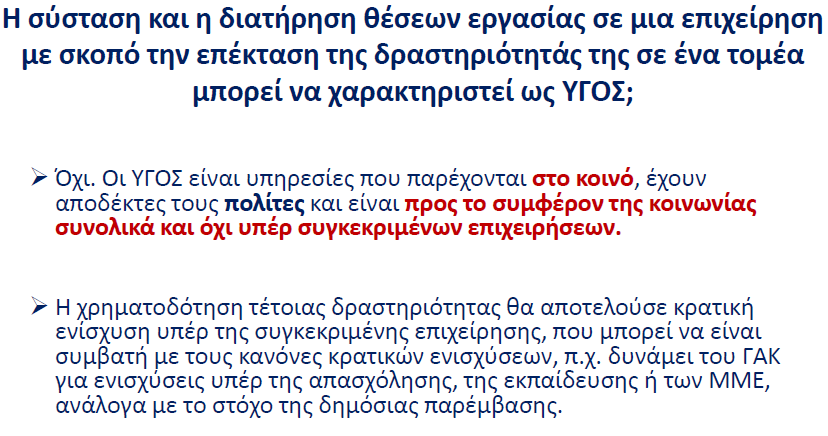 Η σύσταση και η διατήρηση θέσεων εργασίας σε μια επιχείρηση
με σκοπό την επέκταση της δραστηριότητάς της σε ένα τομέα
μπορεί να χαρακτηριστεί ως ΥΓΟΣ;
➢ Όχι. Οι ΥΓΟΣ είναι υπηρεσίες που παρέχονται στο κοινό, έχουν
αποδέκτες τους πολίτες και είναι προς το συμφέρον της κοινωνίας
συνολικά και όχι υπέρ συγκεκριμένων επιχειρήσεων.
➢ Η χρηματοδότηση τέτοιας δραστηριότητας θα αποτελούσε κρατική
ενίσχυση υπέρ της συγκεκριμένης επιχείρησης, που μπορεί να είναι
συμβατή με τους κανόνες κρατικών ενισχύσεων, π.χ. δυνάμει του ΓΑΚ
για ενισχύσεις υπέρ της απασχόλησης, της εκπαίδευσης ή των ΜΜΕ,
ανάλογα με το στόχο της δημόσιας παρέμβασης.